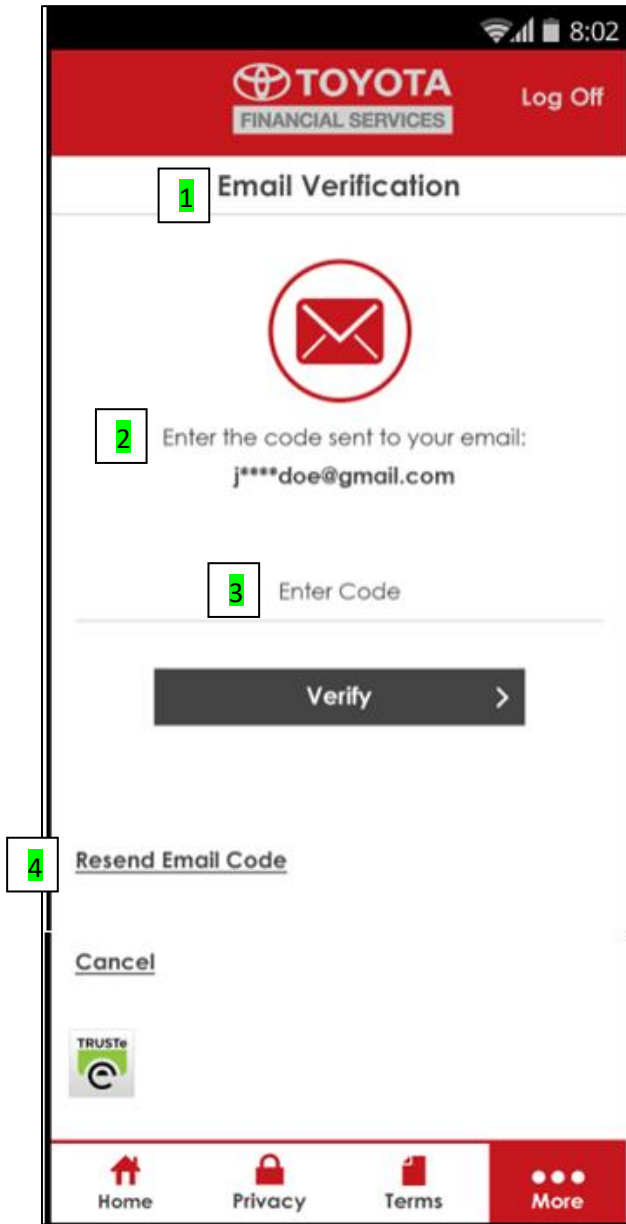 8:02
TOYOTA
FINANCIAL SERVICES
Log Off
1 Email Verification
2 Enter the code sent to your email:
j****doe@gmail.com
3 Enter Code
Verify >
4 Resend Email Code
Cancel
TRUSTe
Home Privacy Terms More